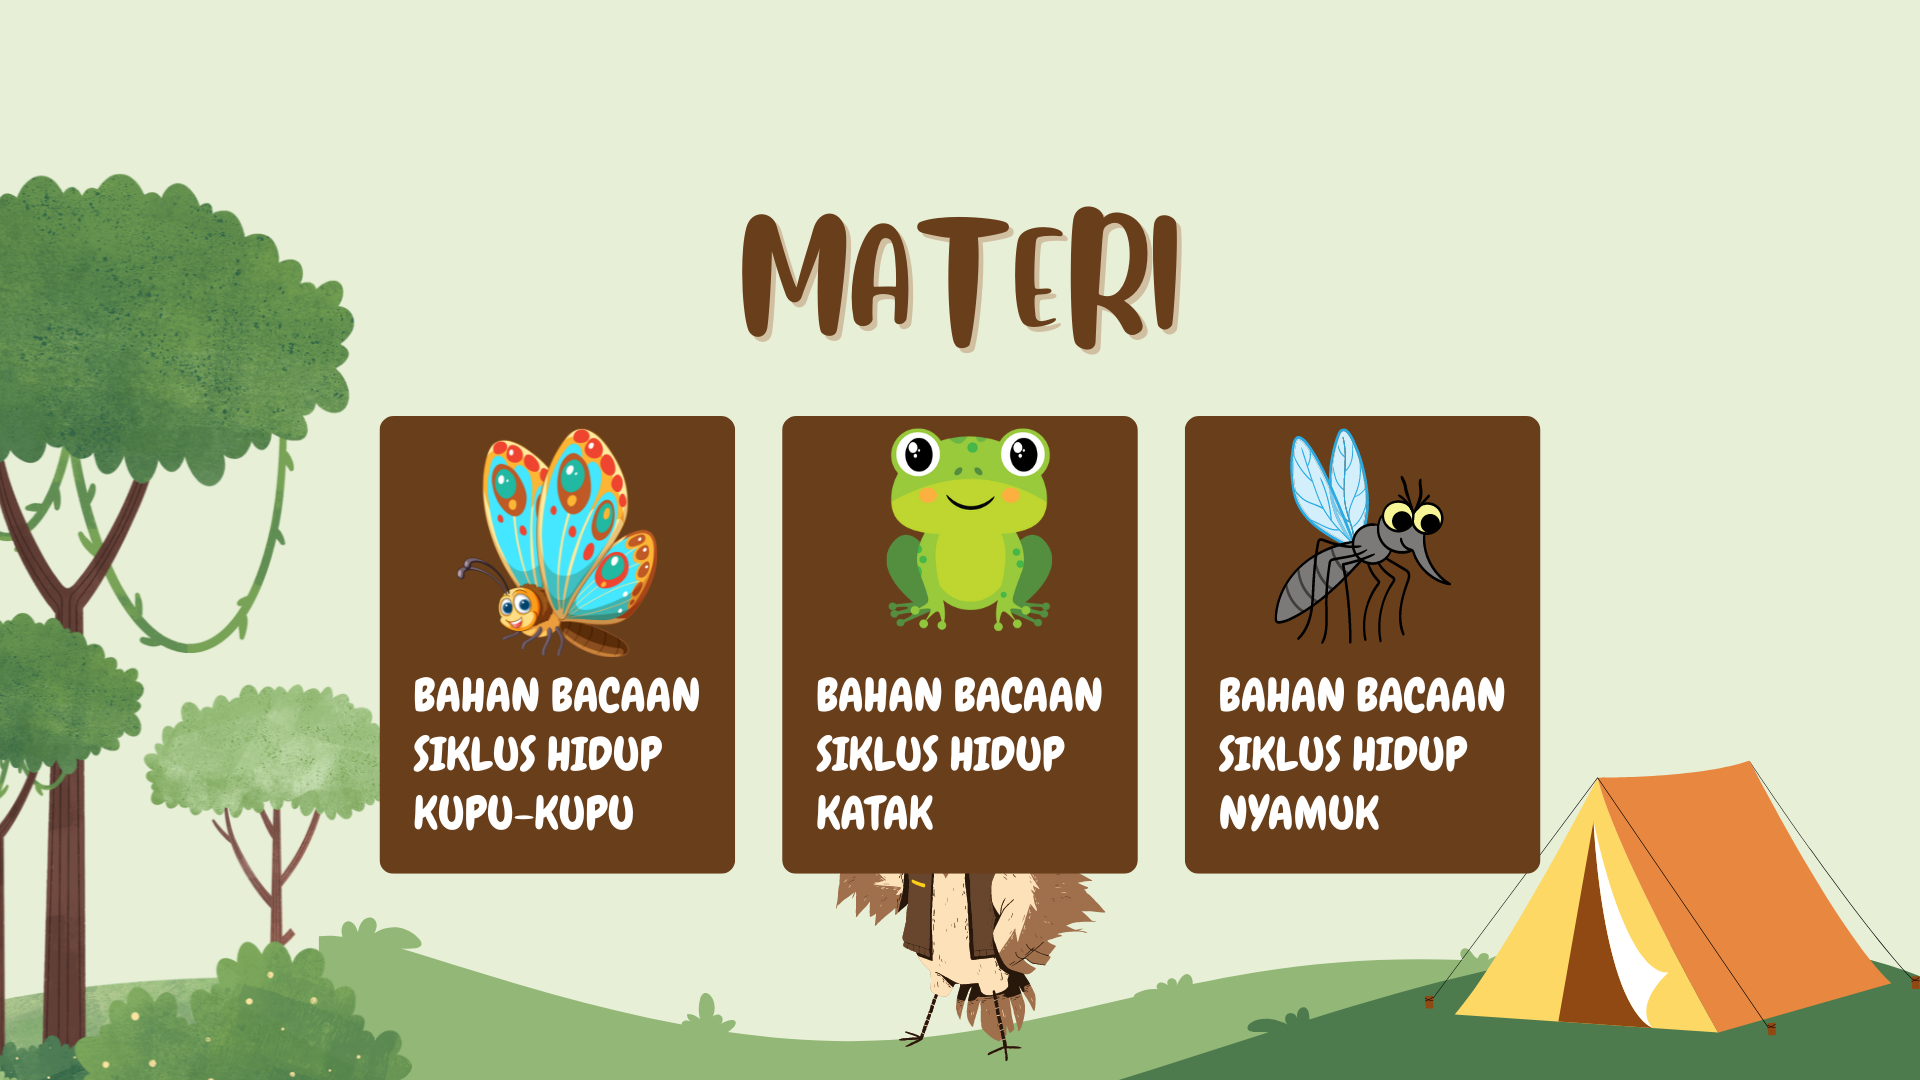 MATERI
BAHAN BACAAN
SIKLUS HIDUP
KUPU-KUPU
BAHAN BACAAN
SIKLUS HIDUP
KATAK
BAHAN BACAAN
SIKLUS HIDUP
NYAMUK